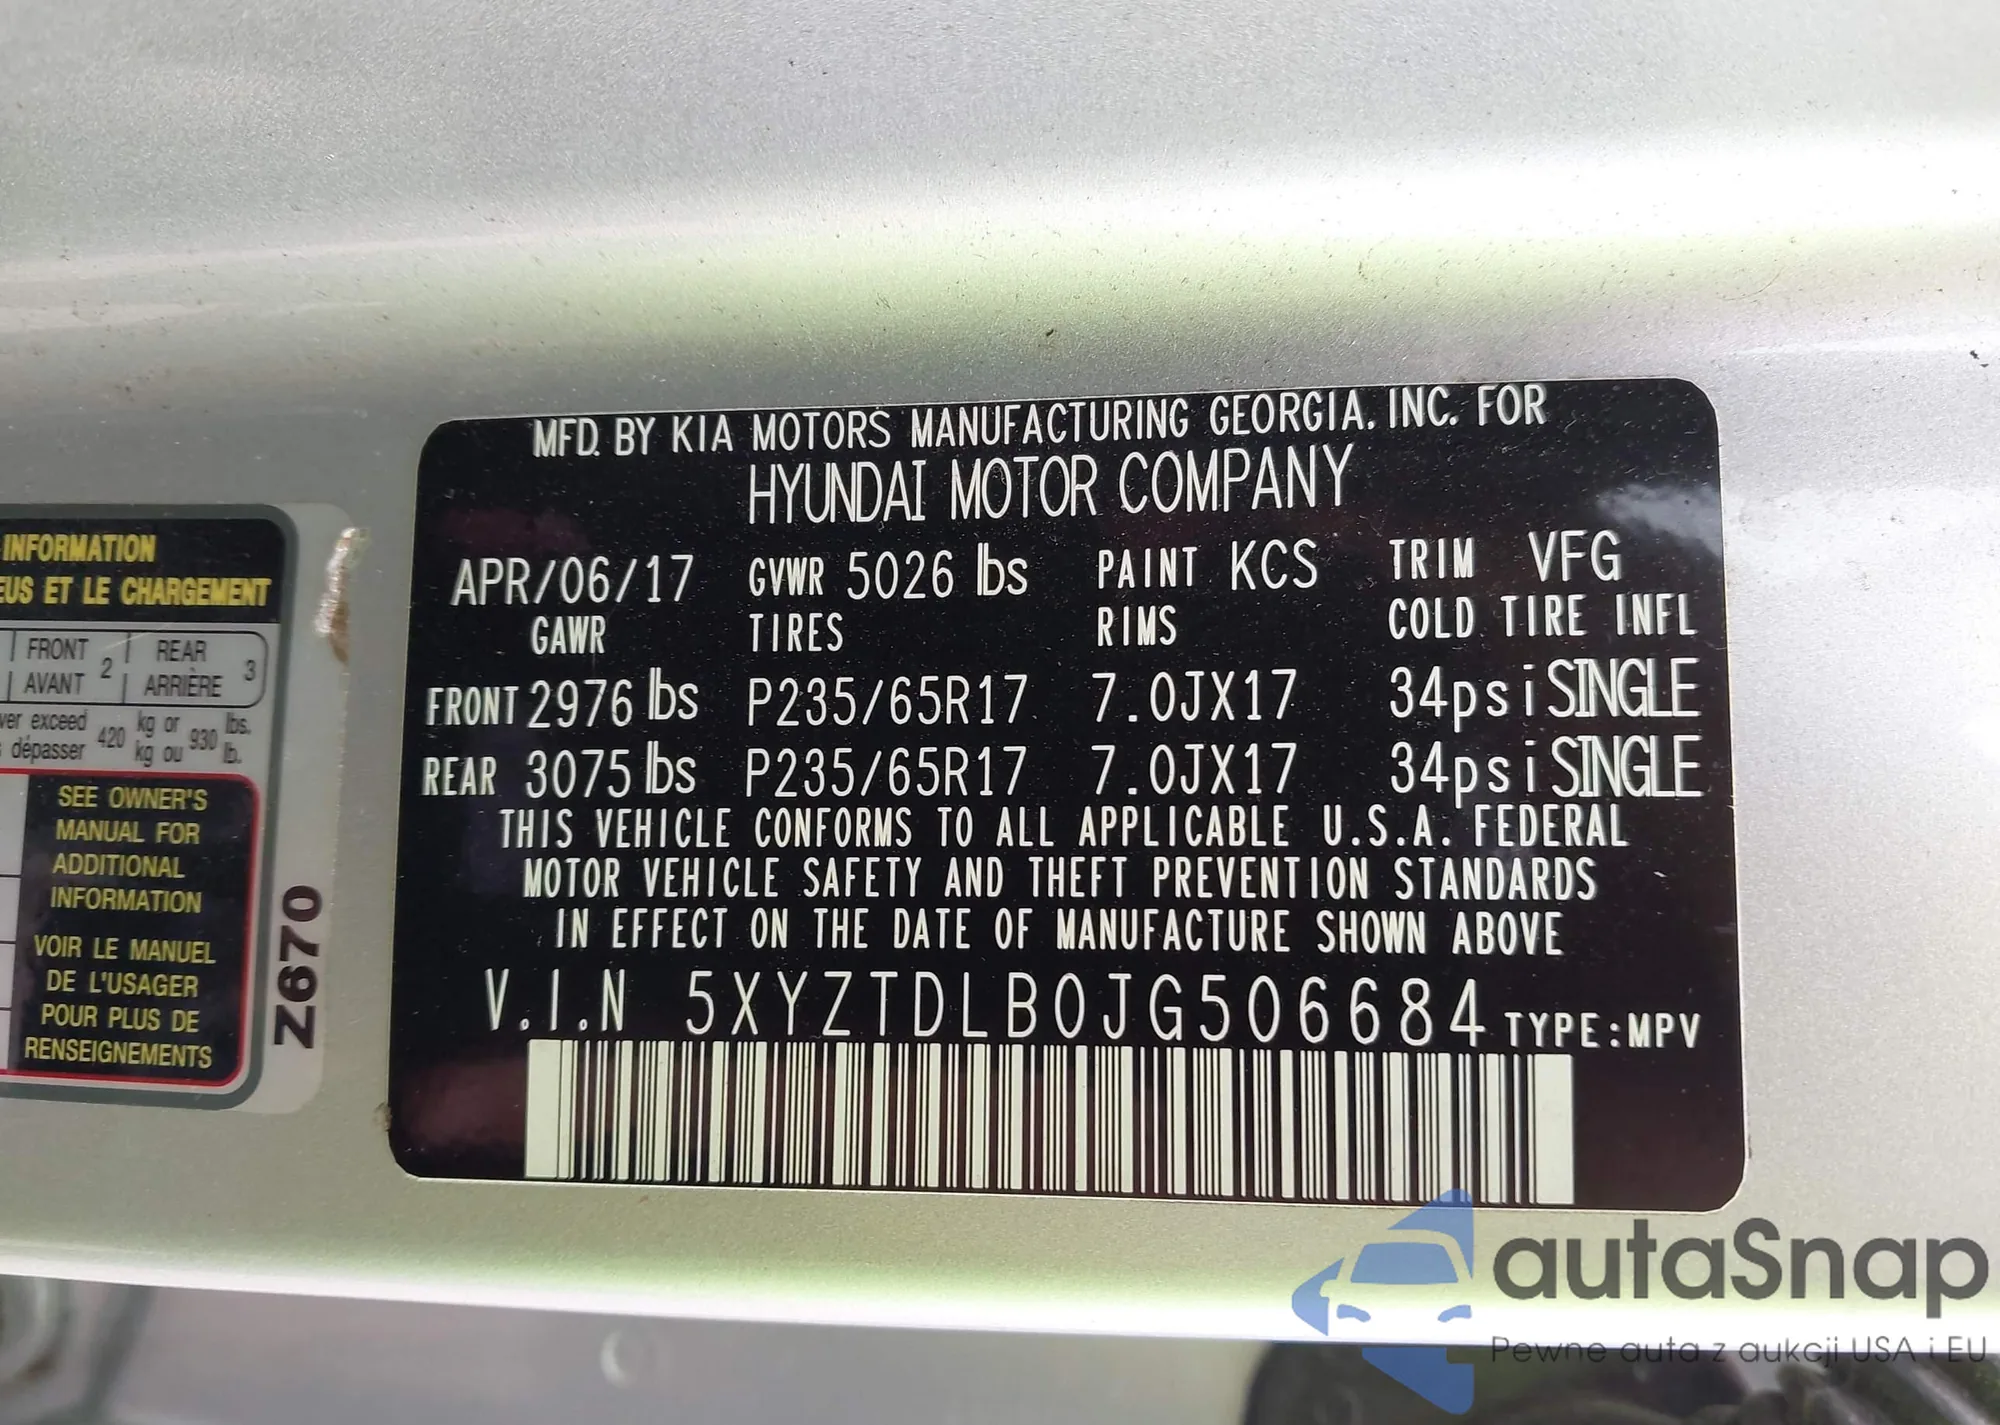 MFD. BY KIA MOTORS MANUFACTURING GEORGIA, INC. FOR
HYUNDAI MOTOR COMPANY
APR/06/17 GVWR 5026 lbs PAINT KCS TRIM VFG
GAWR TIRES RIMS COLD TIRE INFL
FRONT 2976 lbs P235/65R17 7.0JX17 34psi SINGLE
REAR 3075 lbs P235/65R17 7.0JX17 34psi SINGLE
THIS VEHICLE CONFORMS TO ALL APPLICABLE U.S.A. FEDERAL
MOTOR VEHICLE SAFETY AND THEFT PREVENTION STANDARDS
IN EFFECT ON THE DATE OF MANUFACTURE SHOWN ABOVE
V.I.N 5XYZTDLB0JG506684 TYPE:MPV
INFORMATION
ET LE CHARGEMENT
FRONT 2 REAR 3
AVANT ARRIÈRE
exceed 420 kg or 930 lbs.
dépasser kg ou lb.
SEE OWNER'S
MANUAL FOR
ADDITIONAL
INFORMATION
VOIR LE MANUEL
DE L'USAGER
POUR PLUS DE
RENSEIGNEMENTS
Z670
autaSnap
Pewne auta z aukcji USA i EU